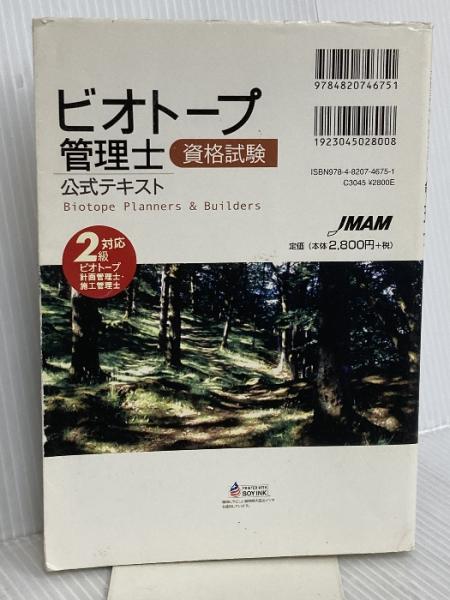 9784820746751
1923045028008
ISBN978-4-8207-4675-1
C3045 ¥2800E
JMAM
定価（本体2,800円+税）
ビオトープ
管理士 資格試験
公式テキスト
Biotope Planners & Builders
2級 対応
ビオトープ
計画管理士・
施工管理士
PRINTED WITH
SOY INK